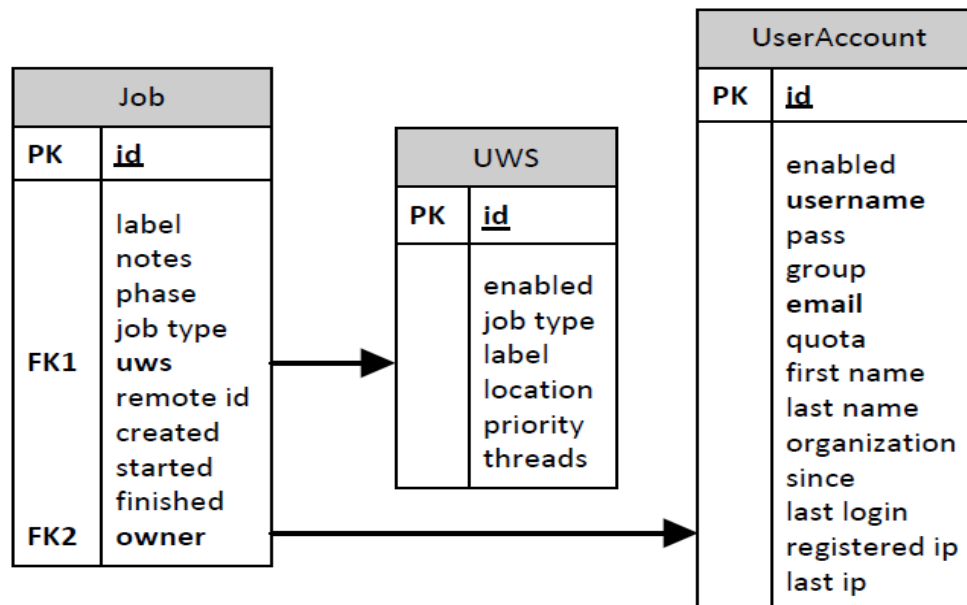 Job
PK id
label
notes
phase
job type
FK1 uws
remote id
created
started
finished
FK2 owner
UWS
PK id
enabled
job type
label
location
priority
threads
UserAccount
PK id
enabled
username
pass
group
email
quota
first name
last name
organization
since
last login
registered ip
last ip